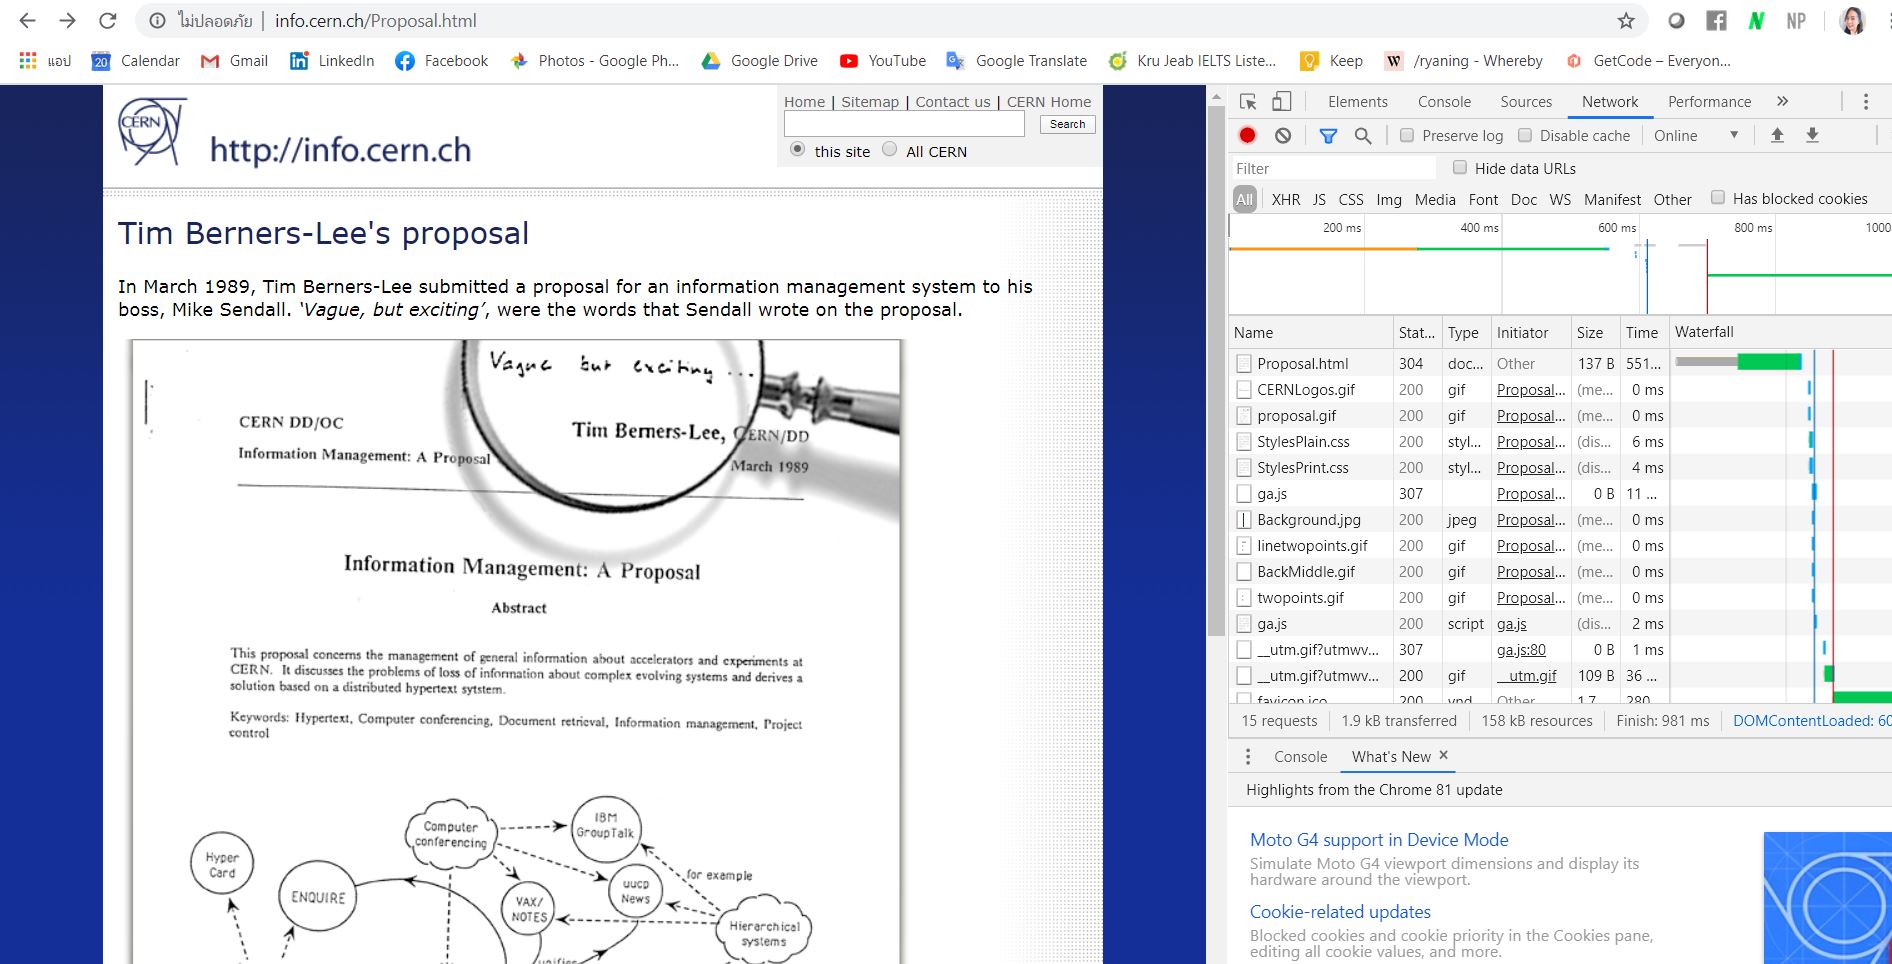 ไม่ปลอดภัย | info.cern.ch/Proposal.html
NP
แอป 20 Calendar Gmail LinkedIn Facebook Photos - Google Ph... Google Drive YouTube Google Translate Kru Jeab IELTS Liste... Keep W /ryaning - Whereby GetCode – Everyon...
CERN
http://info.cern.ch
Home | Sitemap | Contact us | CERN Home
Search
this site All CERN
Tim Berners-Lee's proposal
In March 1989, Tim Berners-Lee submitted a proposal for an information management system to his
boss, Mike Sendall. 'Vague, but exciting', were the words that Sendall wrote on the proposal.
Vague but exciting ...
CERN DD/OC
Tim Berners-Lee, CERN/DD
Information Management: A Proposal
March 1989
Information Management: A Proposal
Abstract
This proposal concerns the management of general information about accelerators and experiments at
CERN. It discusses the problems of loss of information about complex evolving systems and derives a
solution based on a distributed hypertext sytstem.
Keywords: Hypertext, Computer conferencing, Document retrieval, Information management, Project
control
Computer
conferencing
IBM
GroupTalk
Hyper
Card
ENQUIRE
VAX/
NOTES
uucp
News
for example
Hierarchical
systems
unifies
Elements Console Sources Network Performance »
Preserve log Disable cache Online
Filter Hide data URLs
All XHR JS CSS Img Media Font Doc WS Manifest Other Has blocked cookies
200 ms 400 ms 600 ms 800 ms 1000
Name Stat... Type Initiator Size Time Waterfall
Proposal.html 304 doc... Other 137 B 551...
CERNLogos.gif 200 gif Proposal... (me... 0 ms
proposal.gif 200 gif Proposal... (me... 0 ms
StylesPlain.css 200 styl... Proposal... (dis... 6 ms
StylesPrint.css 200 styl... Proposal... (dis... 4 ms
ga.js 307 Proposal... 0 B 11 ...
Background.jpg 200 jpeg Proposal... (me... 0 ms
linetwopoints.gif 200 gif Proposal... (me... 0 ms
BackMiddle.gif 200 gif Proposal... (me... 0 ms
twopoints.gif 200 gif Proposal... (me... 0 ms
ga.js 200 script ga.js (dis... 2 ms
__utm.gif?utmwv... 307 ga.js:80 0 B 1 ms
__utm.gif?utmwv... 200 gif __utm.gif 109 B 36 ...
favicon.ico 200 vnd Other 1.7 280
15 requests | 1.9 kB transferred | 158 kB resources | Finish: 981 ms | DOMContentLoaded: 60
Console What's New ×
Highlights from the Chrome 81 update
Moto G4 support in Device Mode
Simulate Moto G4 viewport dimensions and display its
hardware around the viewport.
Cookie-related updates
Blocked cookies and cookie priority in the Cookies pane,
editing all cookie values, and more.